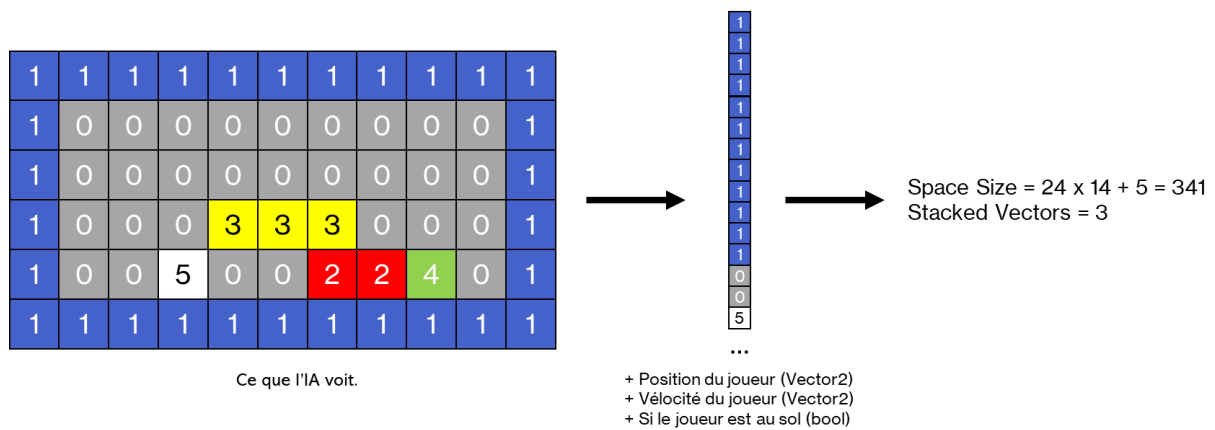 1 1 1 1 1 1 1 1 1 1 1
1 0 0 0 0 0 0 0 0 0 1
1 0 0 0 0 0 0 0 0 0 1
1 0 0 0 3 3 3 0 0 0 1
1 0 0 5 0 0 2 2 4 0 1
1 1 1 1 1 1 1 1 1 1 1
Ce que l'IA voit.
1
1
1
1
1
1
1
1
1
1
1
1
0
0
5
...
+ Position du joueur (Vector2)
+ Vélocité du joueur (Vector2)
+ Si le joueur est au sol (bool)
Space Size = 24 x 14 + 5 = 341
Stacked Vectors = 3